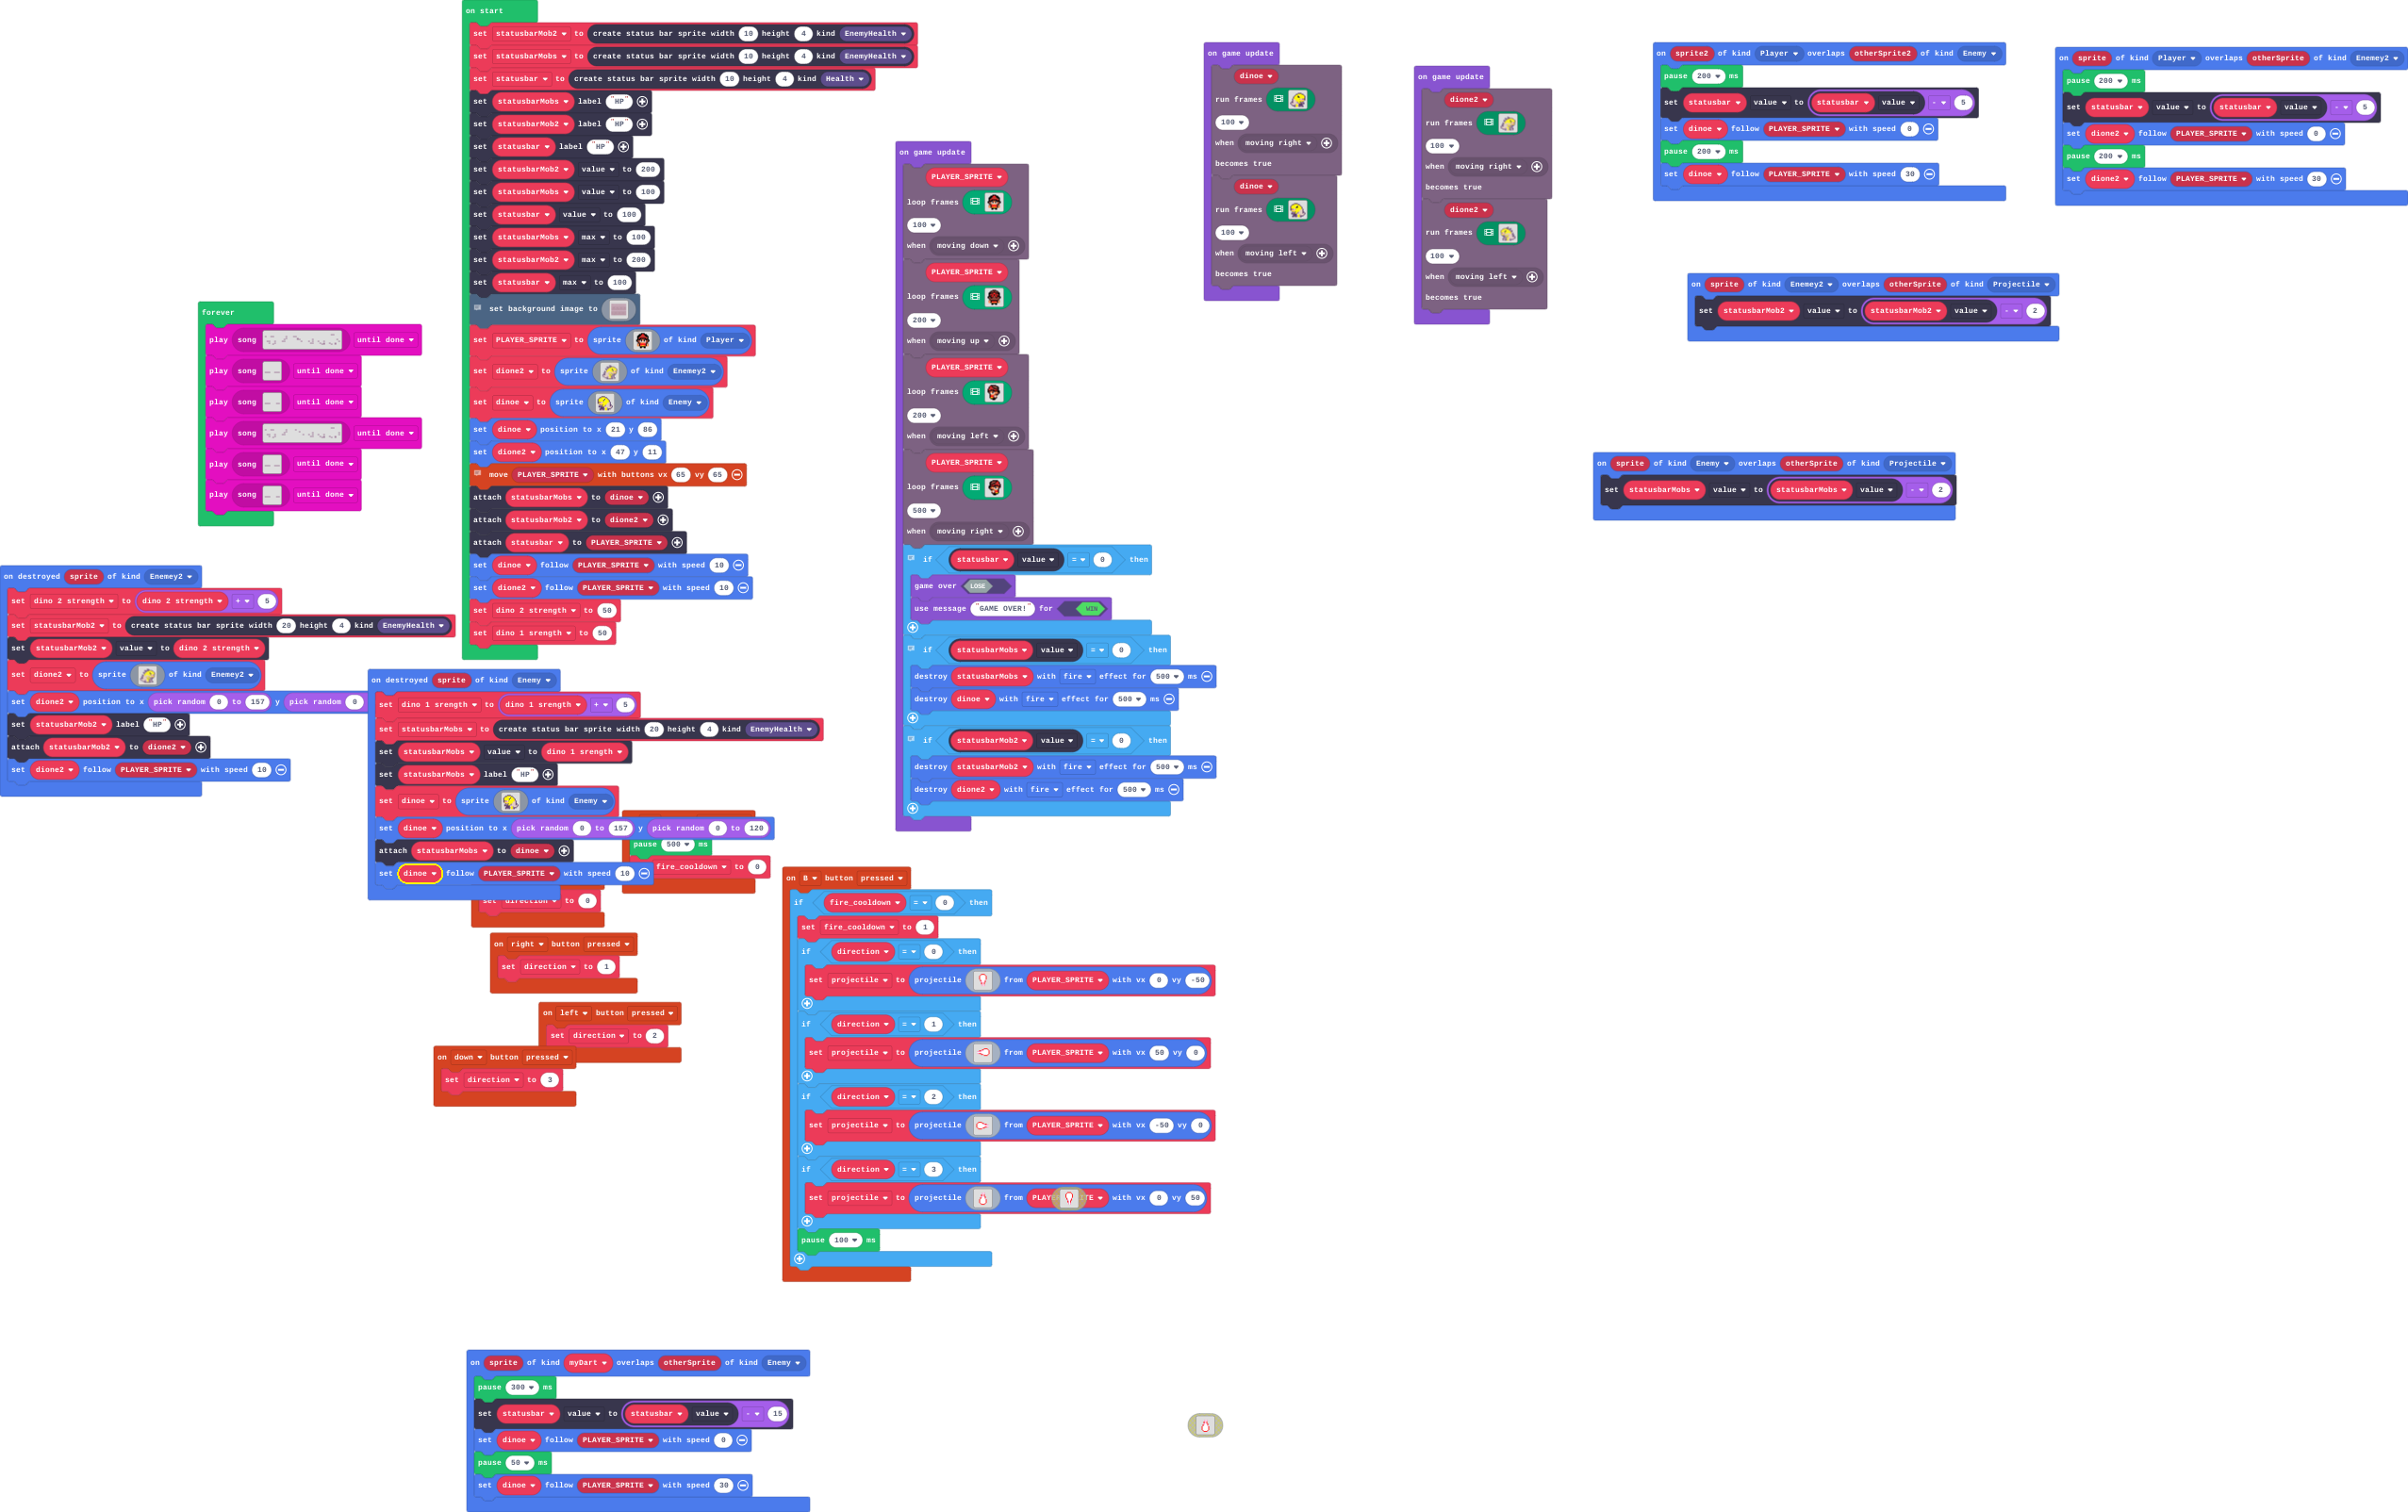 on start
set statusbarMob2 to create status bar sprite width 10 height 4 kind EnemyHealth
set statusbarMobs to create status bar sprite width 10 height 4 kind EnemyHealth
set statusbar to create status bar sprite width 10 height 4 kind Health
set statusbarMobs label "HP"
set statusbarMob2 label "HP"
set statusbar label "HP"
set statusbarMob2 value to 200
set statusbarMobs value to 100
set statusbar value to 100
set statusbarMobs max to 100
set statusbarMob2 max to 200
set statusbar max to 100
set background image to
set PLAYER_SPRITE to sprite of kind Player
set dione2 to sprite of kind Enemey2
set dinoe to sprite of kind Enemy
set dinoe position to x 21 y 86
set dione2 position to x 47 y 11
move PLAYER_SPRITE with buttons vx 65 vy 65
attach statusbarMobs to dinoe
attach statusbarMob2 to dione2
attach statusbar to PLAYER_SPRITE
set dinoe follow PLAYER_SPRITE with speed 10
set dione2 follow PLAYER_SPRITE with speed 10
set dino 2 strength to 50
set dino 1 srength to 50
forever
play song until done
play song until done
play song until done
play song until done
play song until done
play song until done
on destroyed sprite of kind Enemey2
set dino 2 strength to dino 2 strength + 5
set statusbarMob2 to create status bar sprite width 20 height 4 kind EnemyHealth
set statusbarMob2 value to dino 2 strength
set dione2 to sprite of kind Enemey2
set dione2 position to x pick random 0 to 157 y pick random 0
set statusbarMob2 label "HP"
attach statusbarMob2 to dione2
set dione2 follow PLAYER_SPRITE with speed 10
on destroyed sprite of kind Enemy
set dino 1 srength to dino 1 srength + 5
set statusbarMobs to create status bar sprite width 20 height 4 kind EnemyHealth
set statusbarMobs value to dino 1 srength
set statusbarMobs label "HP"
set dinoe to sprite of kind Enemy
set dinoe position to x pick random 0 to 157 y pick random 0 to 120
attach statusbarMobs to dinoe
set dinoe follow PLAYER_SPRITE with speed 10
pause 500 ms
fire_cooldown to 0
set direction to 0
on right button pressed
set direction to 1
on left button pressed
set direction to 2
on down button pressed
set direction to 3
on game update
PLAYER_SPRITE
loop frames
100
when moving down
PLAYER_SPRITE
loop frames
200
when moving up
PLAYER_SPRITE
loop frames
200
when moving left
PLAYER_SPRITE
loop frames
500
when moving right
if statusbar value = 0 then
game over LOSE
use message "GAME OVER!" for WIN
if statusbarMobs value = 0 then
destroy statusbarMobs with fire effect for 500 ms
destroy dinoe with fire effect for 500 ms
if statusbarMob2 value = 0 then
destroy statusbarMob2 with fire effect for 500 ms
destroy dione2 with fire effect for 500 ms
on B button pressed
if fire_cooldown = 0 then
set fire_cooldown to 1
if direction = 0 then
set projectile to projectile from PLAYER_SPRITE with vx 0 vy -50
if direction = 1 then
set projectile to projectile from PLAYER_SPRITE with vx 50 vy 0
if direction = 2 then
set projectile to projectile from PLAYER_SPRITE with vx -50 vy 0
if direction = 3 then
set projectile to projectile from with vx 0 vy 50
pause 100 ms
on game update
dinoe
run frames
100
when moving right
becomes true
dinoe
run frames
100
when moving left
becomes true
on game update
dione2
run frames
100
when moving right
becomes true
dione2
run frames
100
when moving left
becomes true
on sprite2 of kind Player overlaps otherSprite2 of kind Enemy
pause 200 ms
set statusbar value to statusbar value - 5
set dinoe follow PLAYER_SPRITE with speed 0
pause 200 ms
set dinoe follow PLAYER_SPRITE with speed 30
on sprite of kind Player overlaps otherSprite of kind Enemey2
pause 200 ms
set statusbar value to statusbar value - 5
set dione2 follow PLAYER_SPRITE with speed 0
pause 200 ms
set dione2 follow PLAYER_SPRITE with speed 30
on sprite of kind Enemey2 overlaps otherSprite of kind Projectile
set statusbarMob2 value to statusbarMob2 value - 2
on sprite of kind Enemy overlaps otherSprite of kind Projectile
set statusbarMobs value to statusbarMobs value - 2
on sprite of kind myDart overlaps otherSprite of kind Enemy
pause 300 ms
set statusbar value to statusbar value - 15
set dinoe follow PLAYER_SPRITE with speed 0
pause 50 ms
set dinoe follow PLAYER_SPRITE with speed 30